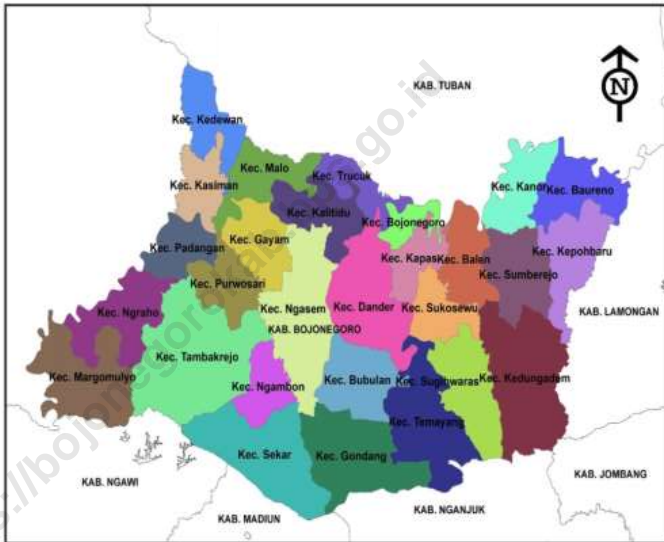 KAB. TUBAN
N
Kec. Kedewan
Kec. Malo
Kec. Trucuk
Kec. Kasiman
Kec. Kanor
Kec. Baureno
Kec. Kalitidu
Kec. Bojonegoro
Kec. Gayam
Kec. Padangan
Kec. Kapas
Kec. Balen
Kec. Kepohbaru
Kec. Sumberejo
Kec. Purwosari
Kec. Ngasem
Kec. Dander
Kec. Sukosewu
Kec. Ngraho
KAB. LAMONGAN
KAB. BOJONEGORO
Kec. Tambakrejo
Kec. Margomulyo
Kec. Ngambon
Kec. Bubulan
Kec. Sugihwaras
Kec. Kedungadem
Kec. Temayang
Kec. Sekar
Kec. Gondang
KAB. NGAWI
KAB. JOMBANG
KAB. MADIUN
KAB. NGANJUK